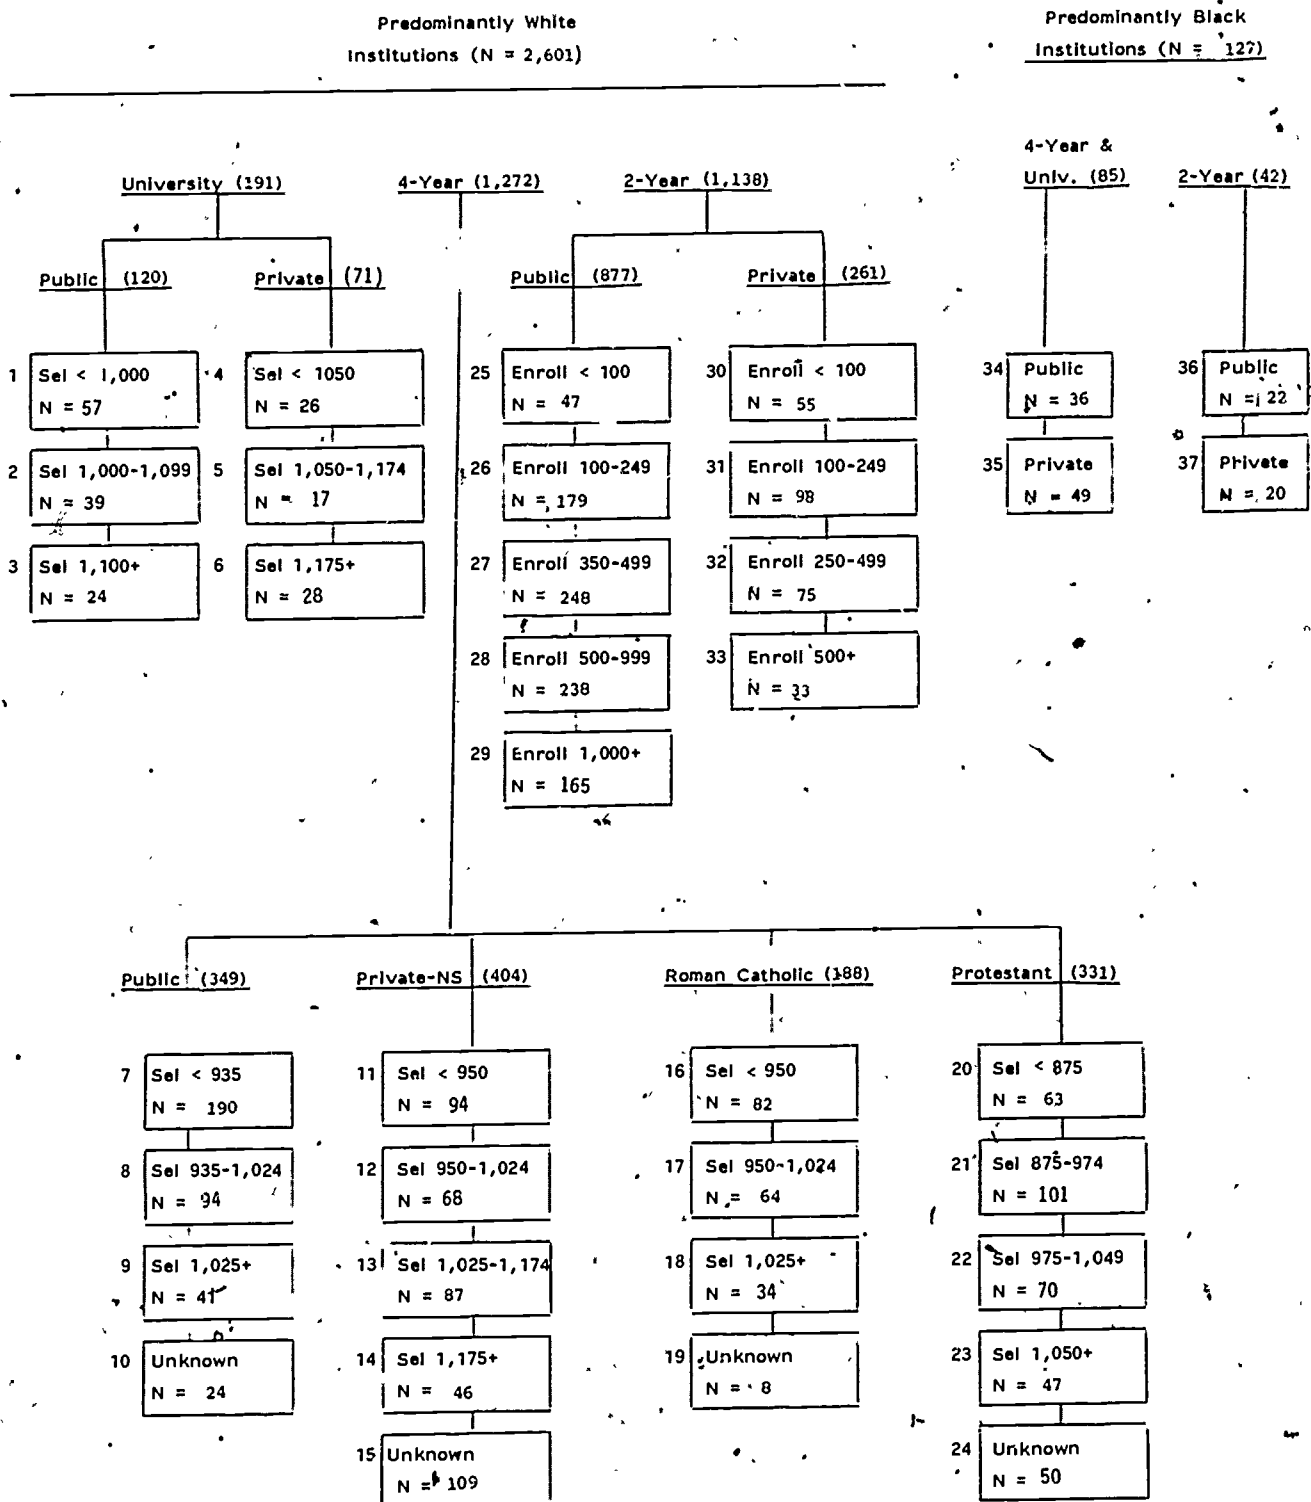 Predominantly White
Institutions (N = 2,601)
Predominantly Black
Institutions (N = 127)
University (191)
4-Year (1,272)
2-Year (1,138)
4-Year &
Univ. (85)
2-Year (42)
Public (120)
Private (71)
Public (877)
Private (261)
1 Sel < 1,000
N = 57
2 Sel 1,000-1,099
N = 39
3 Sel 1,100+
N = 24
4 Sel < 1050
N = 26
5 Sel 1,050-1,174
N = 17
6 Sel 1,175+
N = 28
25 Enroll < 100
N = 47
26 Enroll 100-249
N = 179
27 Enroll 350-499
N = 248
28 Enroll 500-999
N = 238
29 Enroll 1,000+
N = 165
30 Enroll < 100
N = 55
31 Enroll 100-249
N = 98
32 Enroll 250-499
N = 75
33 Enroll 500+
N = 33
34 Public
N = 36
35 Private
N = 49
36 Public
N = 22
37 Private
N = 20
Public (349)
Private-NS (404)
Roman Catholic (188)
Protestant (331)
7 Sel < 935
N = 190
8 Sel 935-1,024
N = 94
9 Sel 1,025+
N = 41
10 Unknown
N = 24
11 Sel < 950
N = 94
12 Sel 950-1,024
N = 68
13 Sel 1,025-1,174
N = 87
14 Sel 1,175+
N = 46
15 Unknown
N = 109
16 Sel < 950
N = 82
17 Sel 950-1,024
N = 64
18 Sel 1,025+
N = 34
19 Unknown
N = 8
20 Sel < 875
N = 63
21 Sel 875-974
N = 101
22 Sel 975-1,049
N = 70
23 Sel 1,050+
N = 47
24 Unknown
N = 50